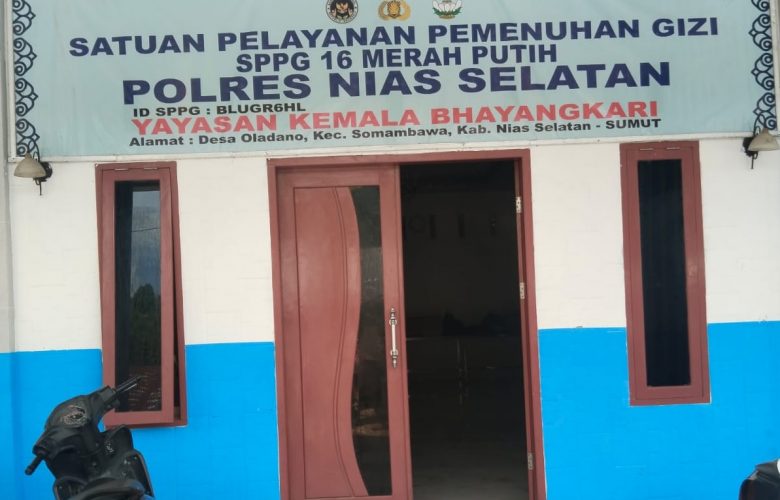 SATUAN PELAYANAN PEMENUHAN GIZI
SPPG 16 MERAH PUTIH
POLRES NIAS SELATAN
ID SPPG : BLUGR6HL
YAYASAN KEMALA BHAYANGKARI
Alamat : Desa Oladano, Kec. Somambawa, Kab. Nias Selatan - SUMUT